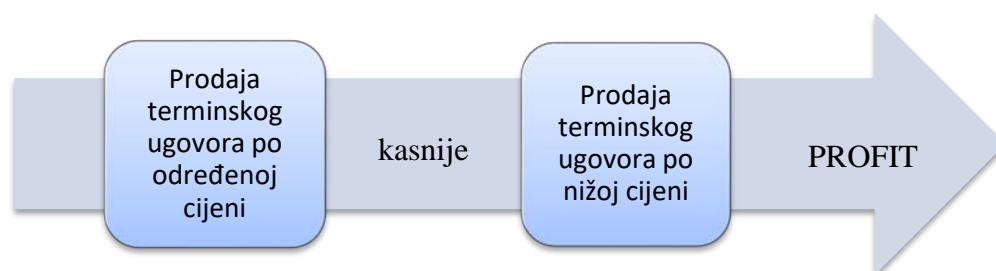 Prodaja
terminskog
ugovora po
određenoj
cijeni
kasnije
Prodaja
terminskog
ugovora po
nižoj cijeni
PROFIT